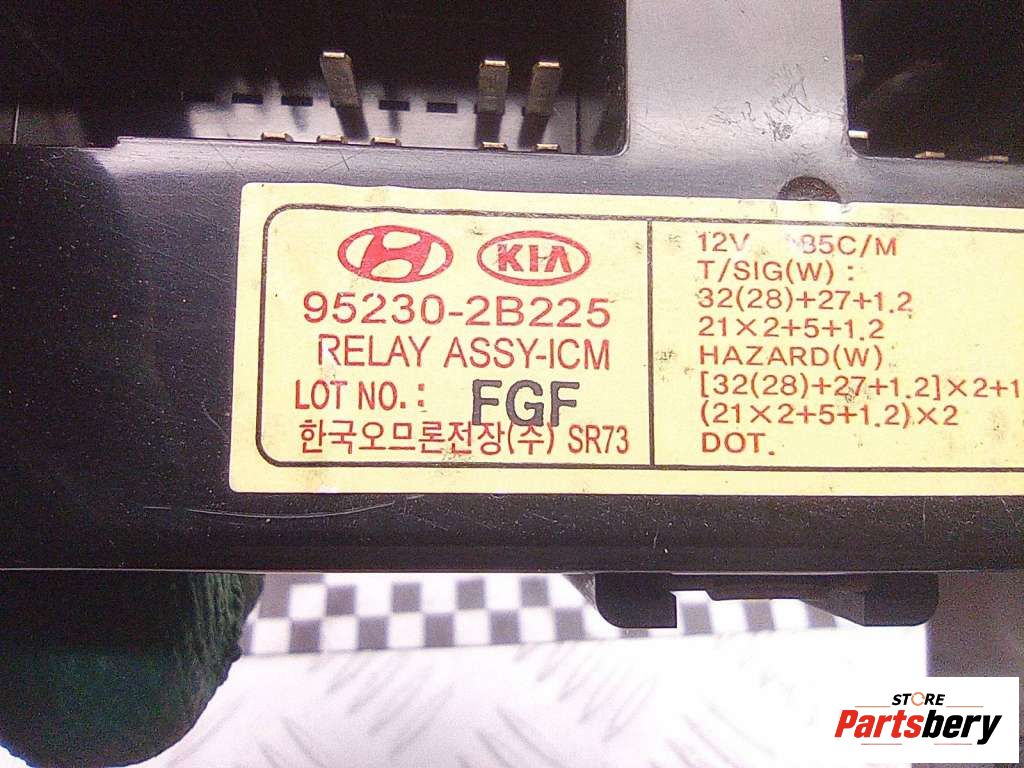 KIA
95230-2B225
RELAY ASSY-ICM
LOT NO.: FGF
한국오므론전장(주) SR73
12V 85C/M
T/SIG(W) :
32(28)+27+1.2
21×2+5+1.2
HAZARD(W)
[32(28)+27+1.2]×2+1
(21×2+5+1.2)×2
DOT.
STORE
Partsbery